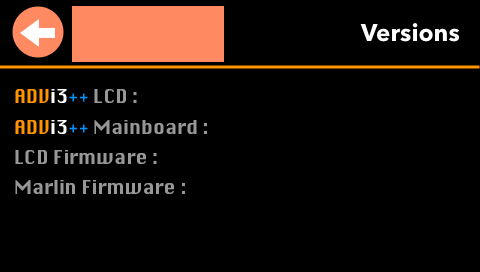 Versions
ADVi3++ LCD :
ADVi3++ Mainboard :
LCD Firmware :
Marlin Firmware :